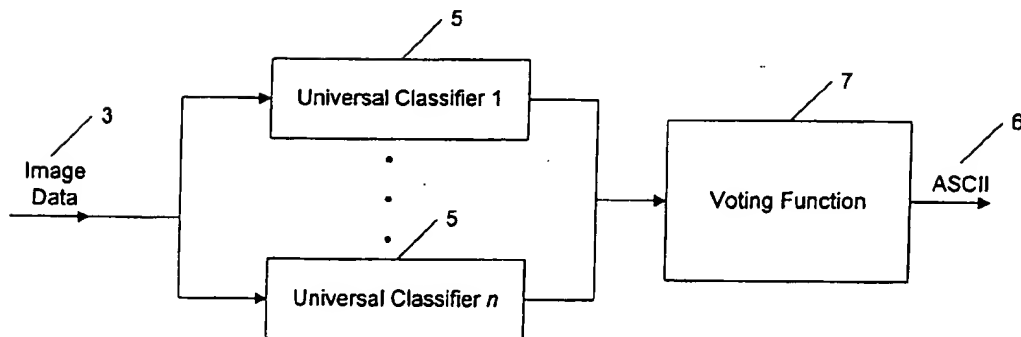 5
Universal Classifier 1
7
3
Image
Data
6
ASCII
Voting Function
5
Universal Classifier n